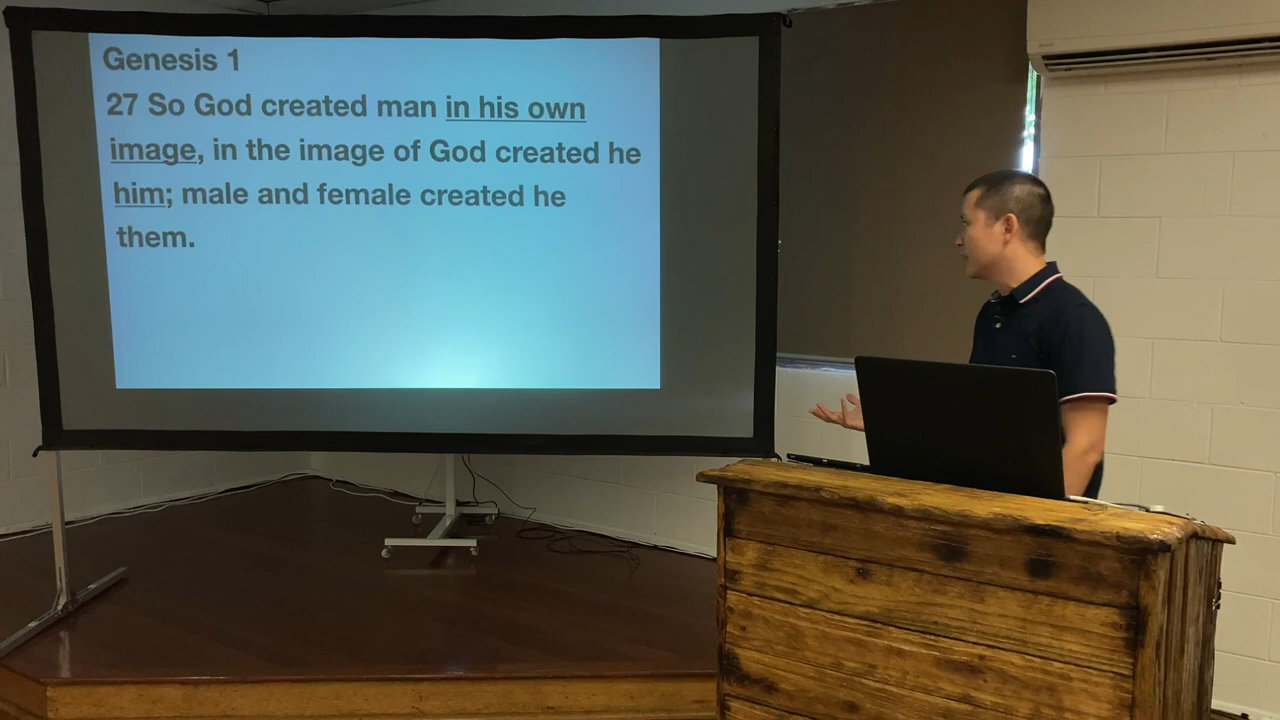 Genesis 1
27 So God created man in his own
image, in the image of God created he
him; male and female created he
them.